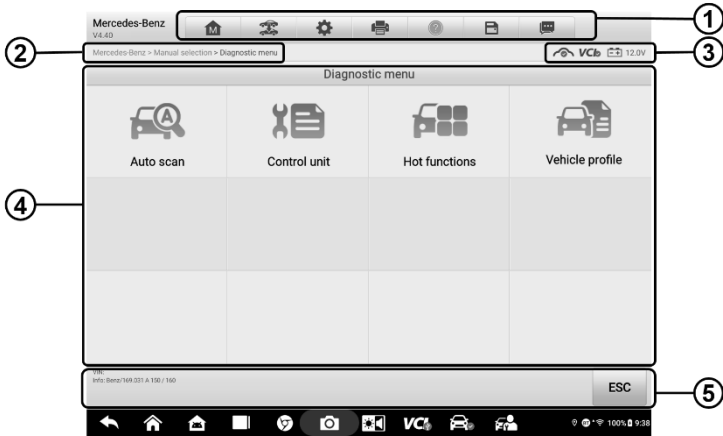 Mercedes-Benz
V4.40
1
Mercedes-Benz > Manual selection > Diagnostic menu
VCI
12.0V
2
3
Diagnostic menu
Auto scan
Control unit
Hot functions
Vehicle profile
4
VIN:
Info: Benz/169.031 A 150 / 160
ESC
5
VCI
100%
9:38